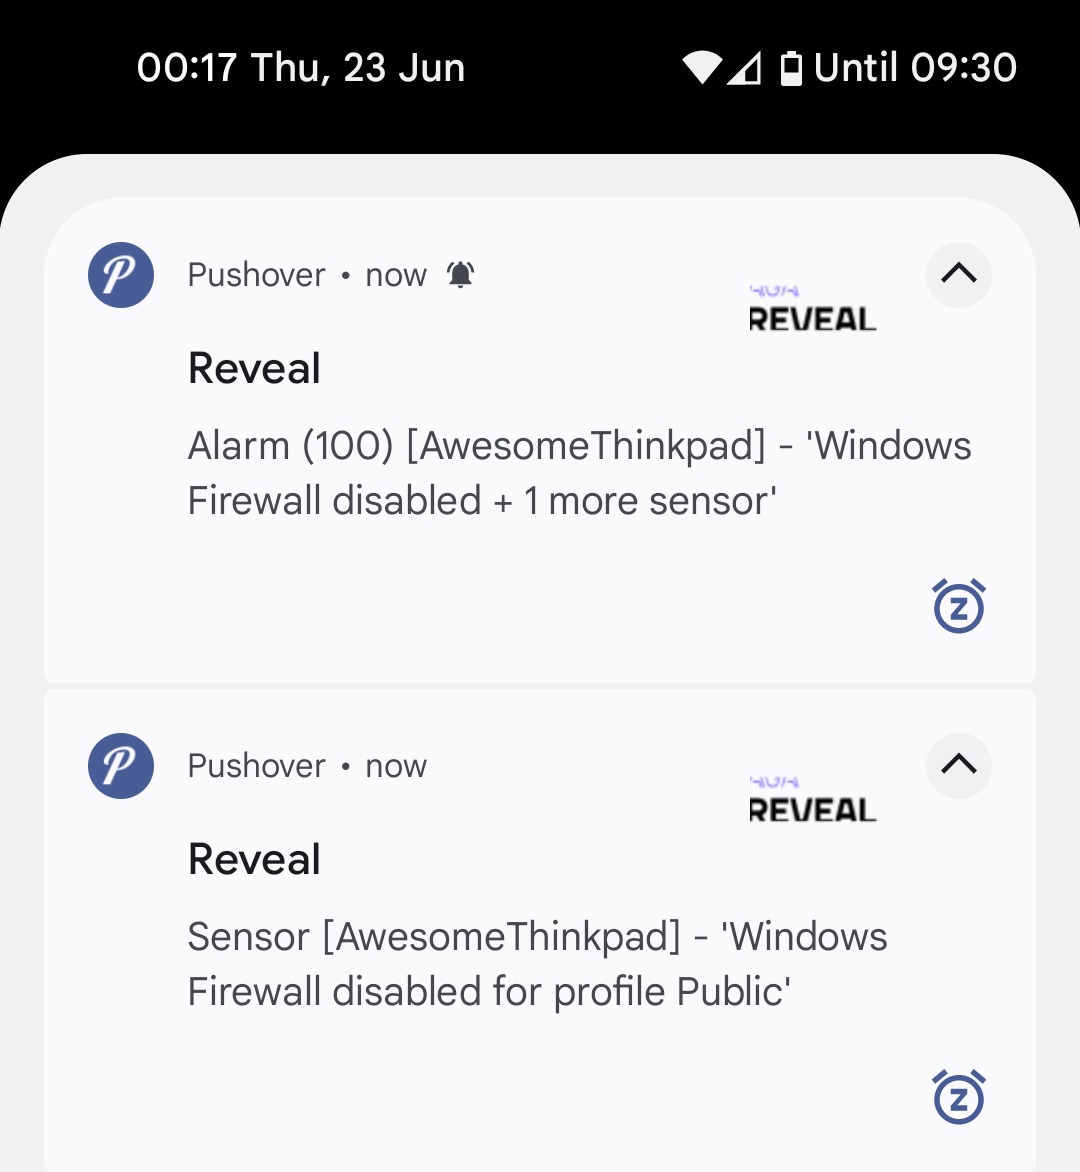 00:17 Thu, 23 Jun Until 09:30
Pushover • now
REVEAL
Reveal
Alarm (100) [AwesomeThinkpad] - 'Windows
Firewall disabled + 1 more sensor'
Pushover • now
REVEAL
Reveal
Sensor [AwesomeThinkpad] - 'Windows
Firewall disabled for profile Public'